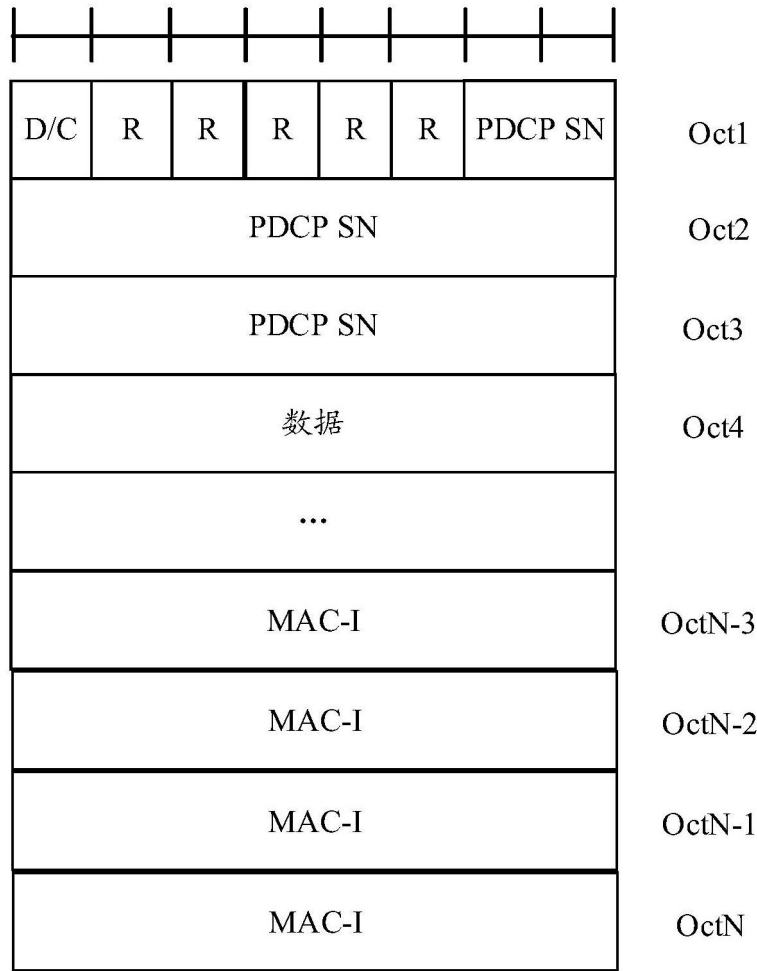 D/C R R R R R PDCP SN Oct1
PDCP SN Oct2
PDCP SN Oct3
数据 Oct4
...
MAC-I OctN-3
MAC-I OctN-2
MAC-I OctN-1
MAC-I OctN